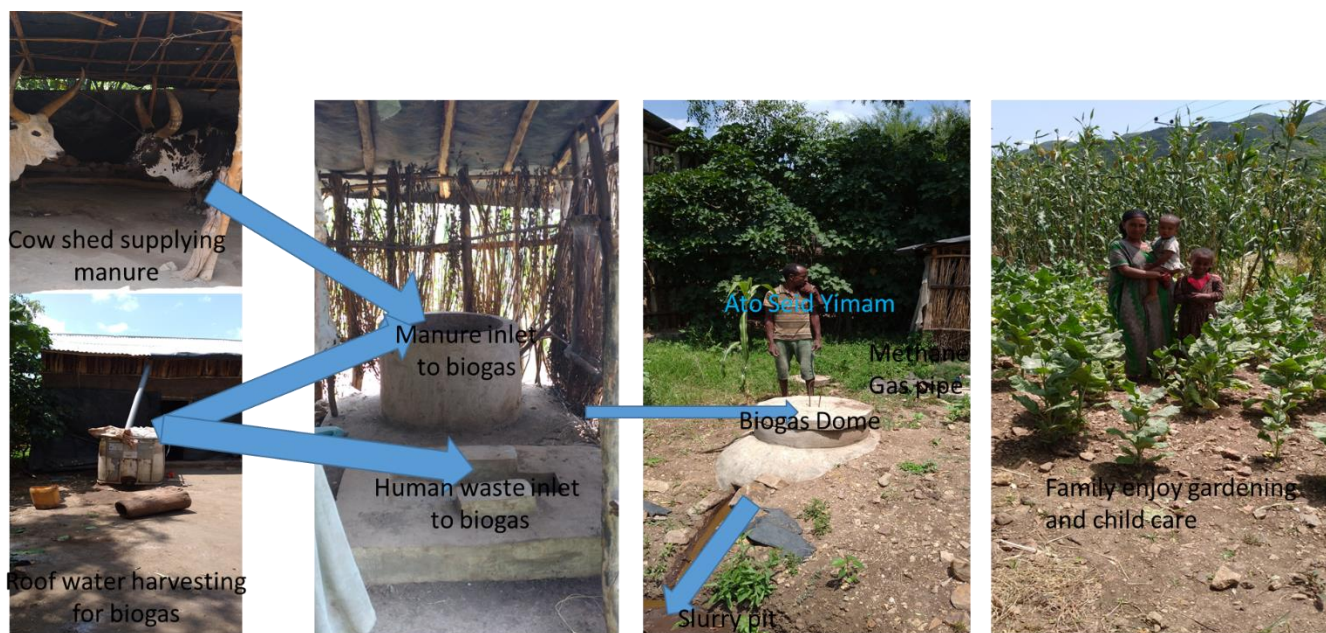 Cow shed supplying
manure
Roof water harvesting
for biogas
Manure inlet
to biogas
Human waste inlet
to biogas
Ato Seid Yimam
Methane
Gas pipe
Biogas Dome
Slurry pit
Family enjoy gardening
and child care